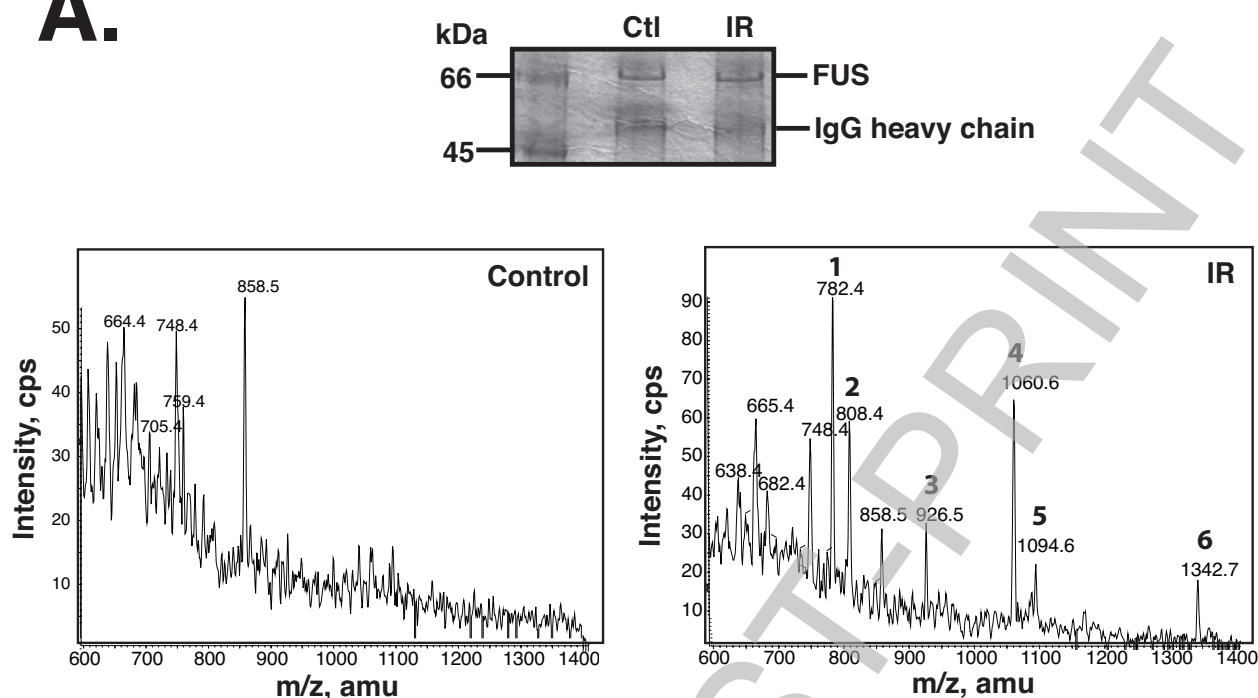 A.
kDa
Ctl IR
66 FUS
IgG heavy chain
45
Control
858.5
664.4 748.4
759.4
705.4
50
40
30
20
10
Intensity, cps
600 700 800 900 1000 1100 1200 1300 1400
m/z, amu
IR
1
782.4
4
1060.6
2
808.4
665.4
748.4
638.4
682.4
3
858.5 926.5
5
1094.6
6
1342.7
90
80
70
60
50
40
30
20
10
Intensity, cps
600 700 800 900 1000 1100 1200 1300 1400
m/z, amu
ST-PRINT